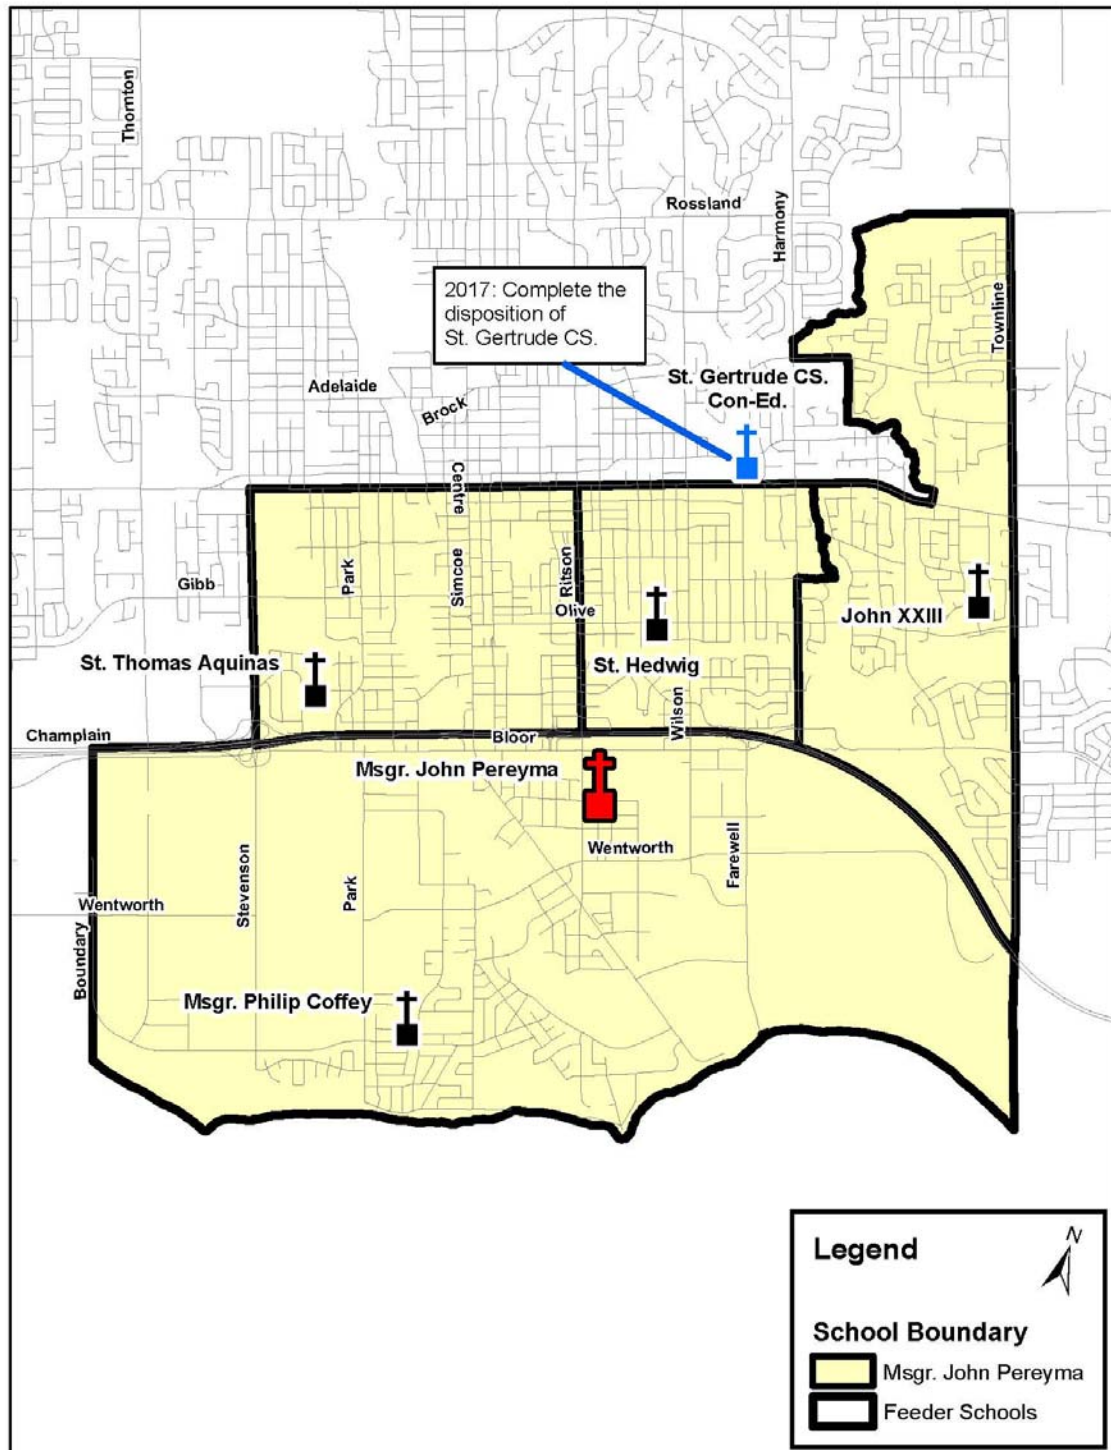 Thornton
Rossland
Harmony
2017: Complete the
disposition of
St. Gertrude CS.
Townline
St. Gertrude CS.
Con-Ed.
Adelaide
Brock
Centre
Gibb
Park
Simcoe
Ritson
Olive
John XXIII
St. Thomas Aquinas
St. Hedwig
Wilson
Champlain
Bloor
Msgr. John Pereyma
Wentworth
Farewell
Stevenson
Park
Wentworth
Boundary
Msgr. Philip Coffey
Legend
N
School Boundary
Msgr. John Pereyma
Feeder Schools